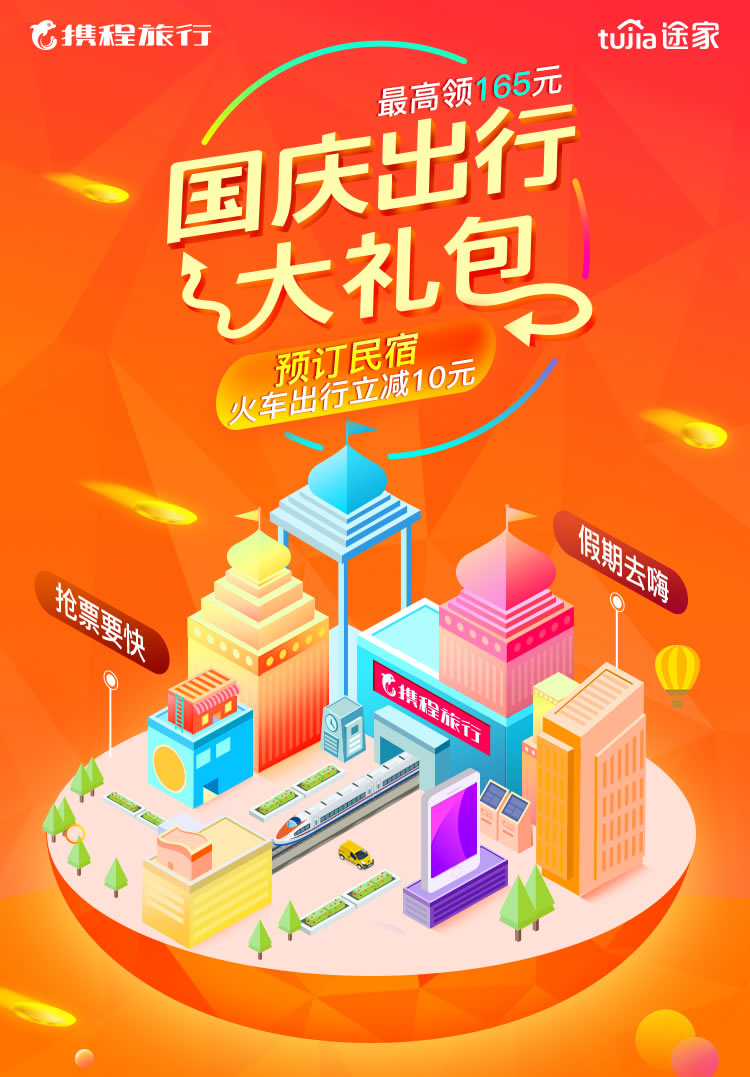 携程旅行
tujia途家
最高领165元
国庆出行
大礼包
预订民宿
火车出行立减10元
假期去嗨
抢票要快
携程旅行